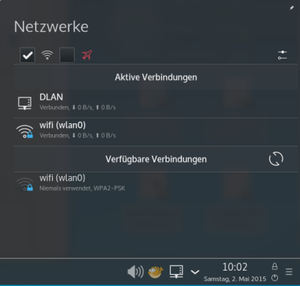 Netzwerke
Aktive Verbindungen
DLAN
Verbunden, ⬇ 0 B/s, ⬆ 0 B/s
wifi (wlan0)
Verbunden, ⬇ 0 B/s, ⬆ 0 B/s
Verfügbare Verbindungen
wifi (wlan0)
Niemals verwendet, WPA2-PSK
10:02
Samstag, 2. Mai 2015